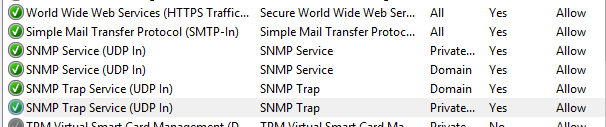 World Wide Web Services (HTTPS Traffic... Secure World Wide Web Ser... All Yes Allow
Simple Mail Transfer Protocol (SMTP-In) Simple Mail Transfer Protoc... All Yes Allow
SNMP Service (UDP In) SNMP Service Private... Yes Allow
SNMP Service (UDP In) SNMP Service Domain Yes Allow
SNMP Trap Service (UDP In) SNMP Trap Domain Yes Allow
SNMP Trap Service (UDP In) SNMP Trap Private... Yes Allow
TPM Virtual Smart Card Management (D... TPM Virtual Smart Card Ma... Private... No Allow